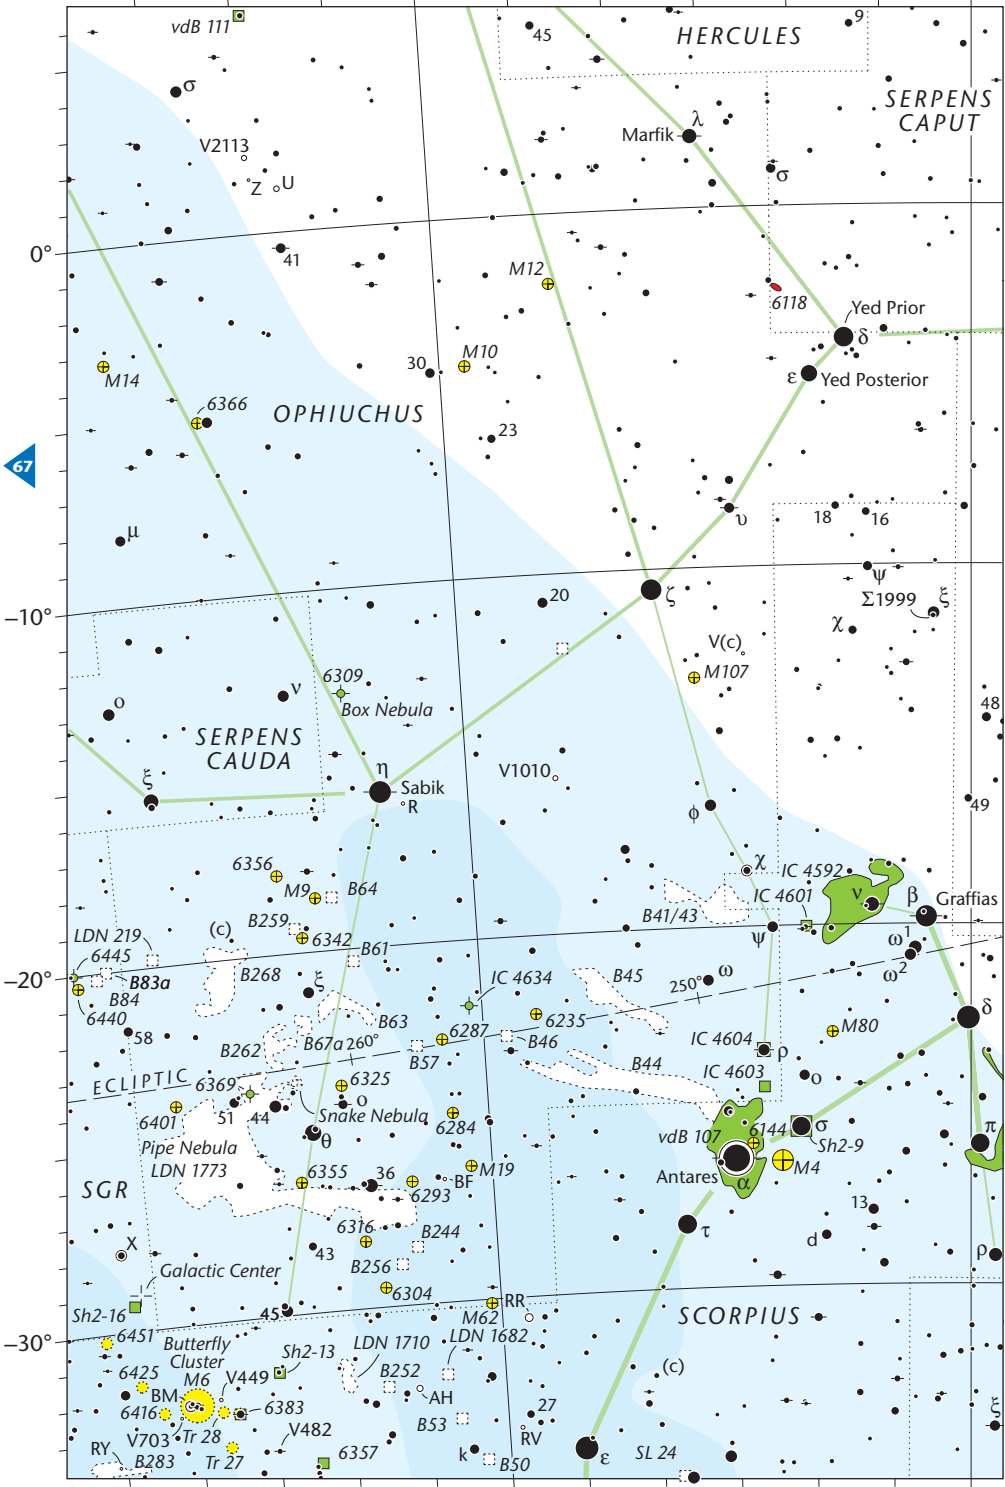 vdB 111
45
HERCULES
9
σ
SERPENS
CAPUT
λ
Marfik
V2113
Z
U
σ
0°
41
M12
6118
Yed Prior
δ
M14
30
M10
ε
Yed Posterior
6366
OPHIUCHUS
23
67
υ
18
16
μ
ψ
ζ
Σ1999
ξ
20
–10°
χ
V(c)
M107
6309
ν
Box Nebula
ο
48
SERPENS
CAUDA
η
V1010
ξ
Sabik
R
φ
49
χ
IC 4592
6356
M9
B64
IC 4601
ν
β
Graffias
B259
B41/43
(c)
6342
ψ
ω¹
LDN 219
B61
6445
B83a
B268
ω²
ξ
IC 4634
B45
ω
250°
–20°
B84
6440
58
B63
6287
6235
M80
δ
B262
B67a
260°
B57
B46
IC 4604
ρ
B44
IC 4603
ο
ECLIPTIC
6369
6325
ο
Snake Nebula
6401
51
44
θ
6284
vdB 107
6144
σ
Sh2-9
π
Pipe Nebula
LDN 1773
M19
M4
6355
36
BF
Antares
α
SGR
6293
13
6316
B244
τ
d
X
43
B256
ρ
Galactic Center
6304
Sh2-16
45
M62
RR
SCORPIUS
–30°
6451
Butterfly
Cluster
Sh2-13
LDN 1710
LDN 1682
(c)
6425
M6
V449
B252
BM
AH
6416
6383
B53
27
ξ
V703
Tr 28
V482
RV
RY
B283
Tr 27
6357
k
B50
ε
SL 24